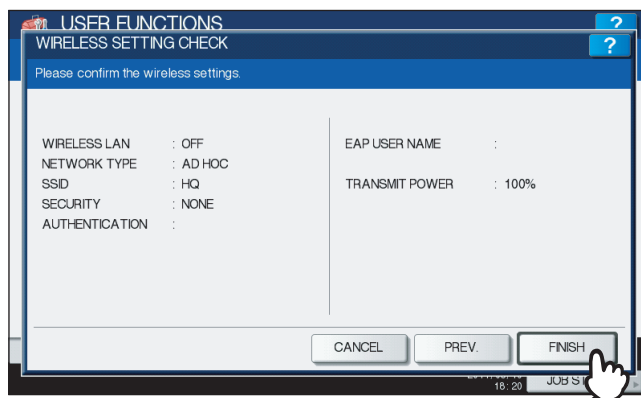 USER FUNCTIONS
?
WIRELESS SETTING CHECK
?
Please confirm the wireless settings.
WIRELESS LAN : OFF
NETWORK TYPE : AD HOC
SSID : HQ
SECURITY : NONE
AUTHENTICATION :
EAP USER NAME :
TRANSMIT POWER : 100%
CANCEL
PREV.
FINISH
18:20
JOB